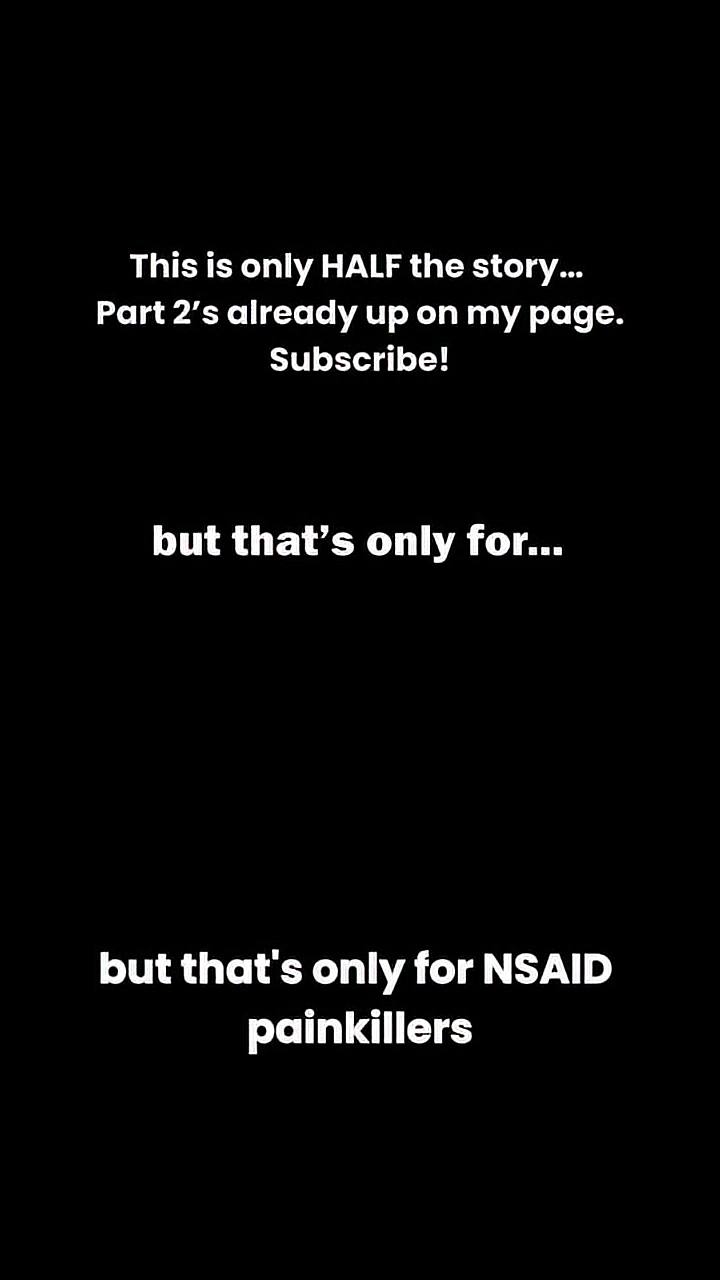 This is only HALF the story...
Part 2’s already up on my page.
Subscribe!
but that’s only for...
but that's only for NSAID
painkillers